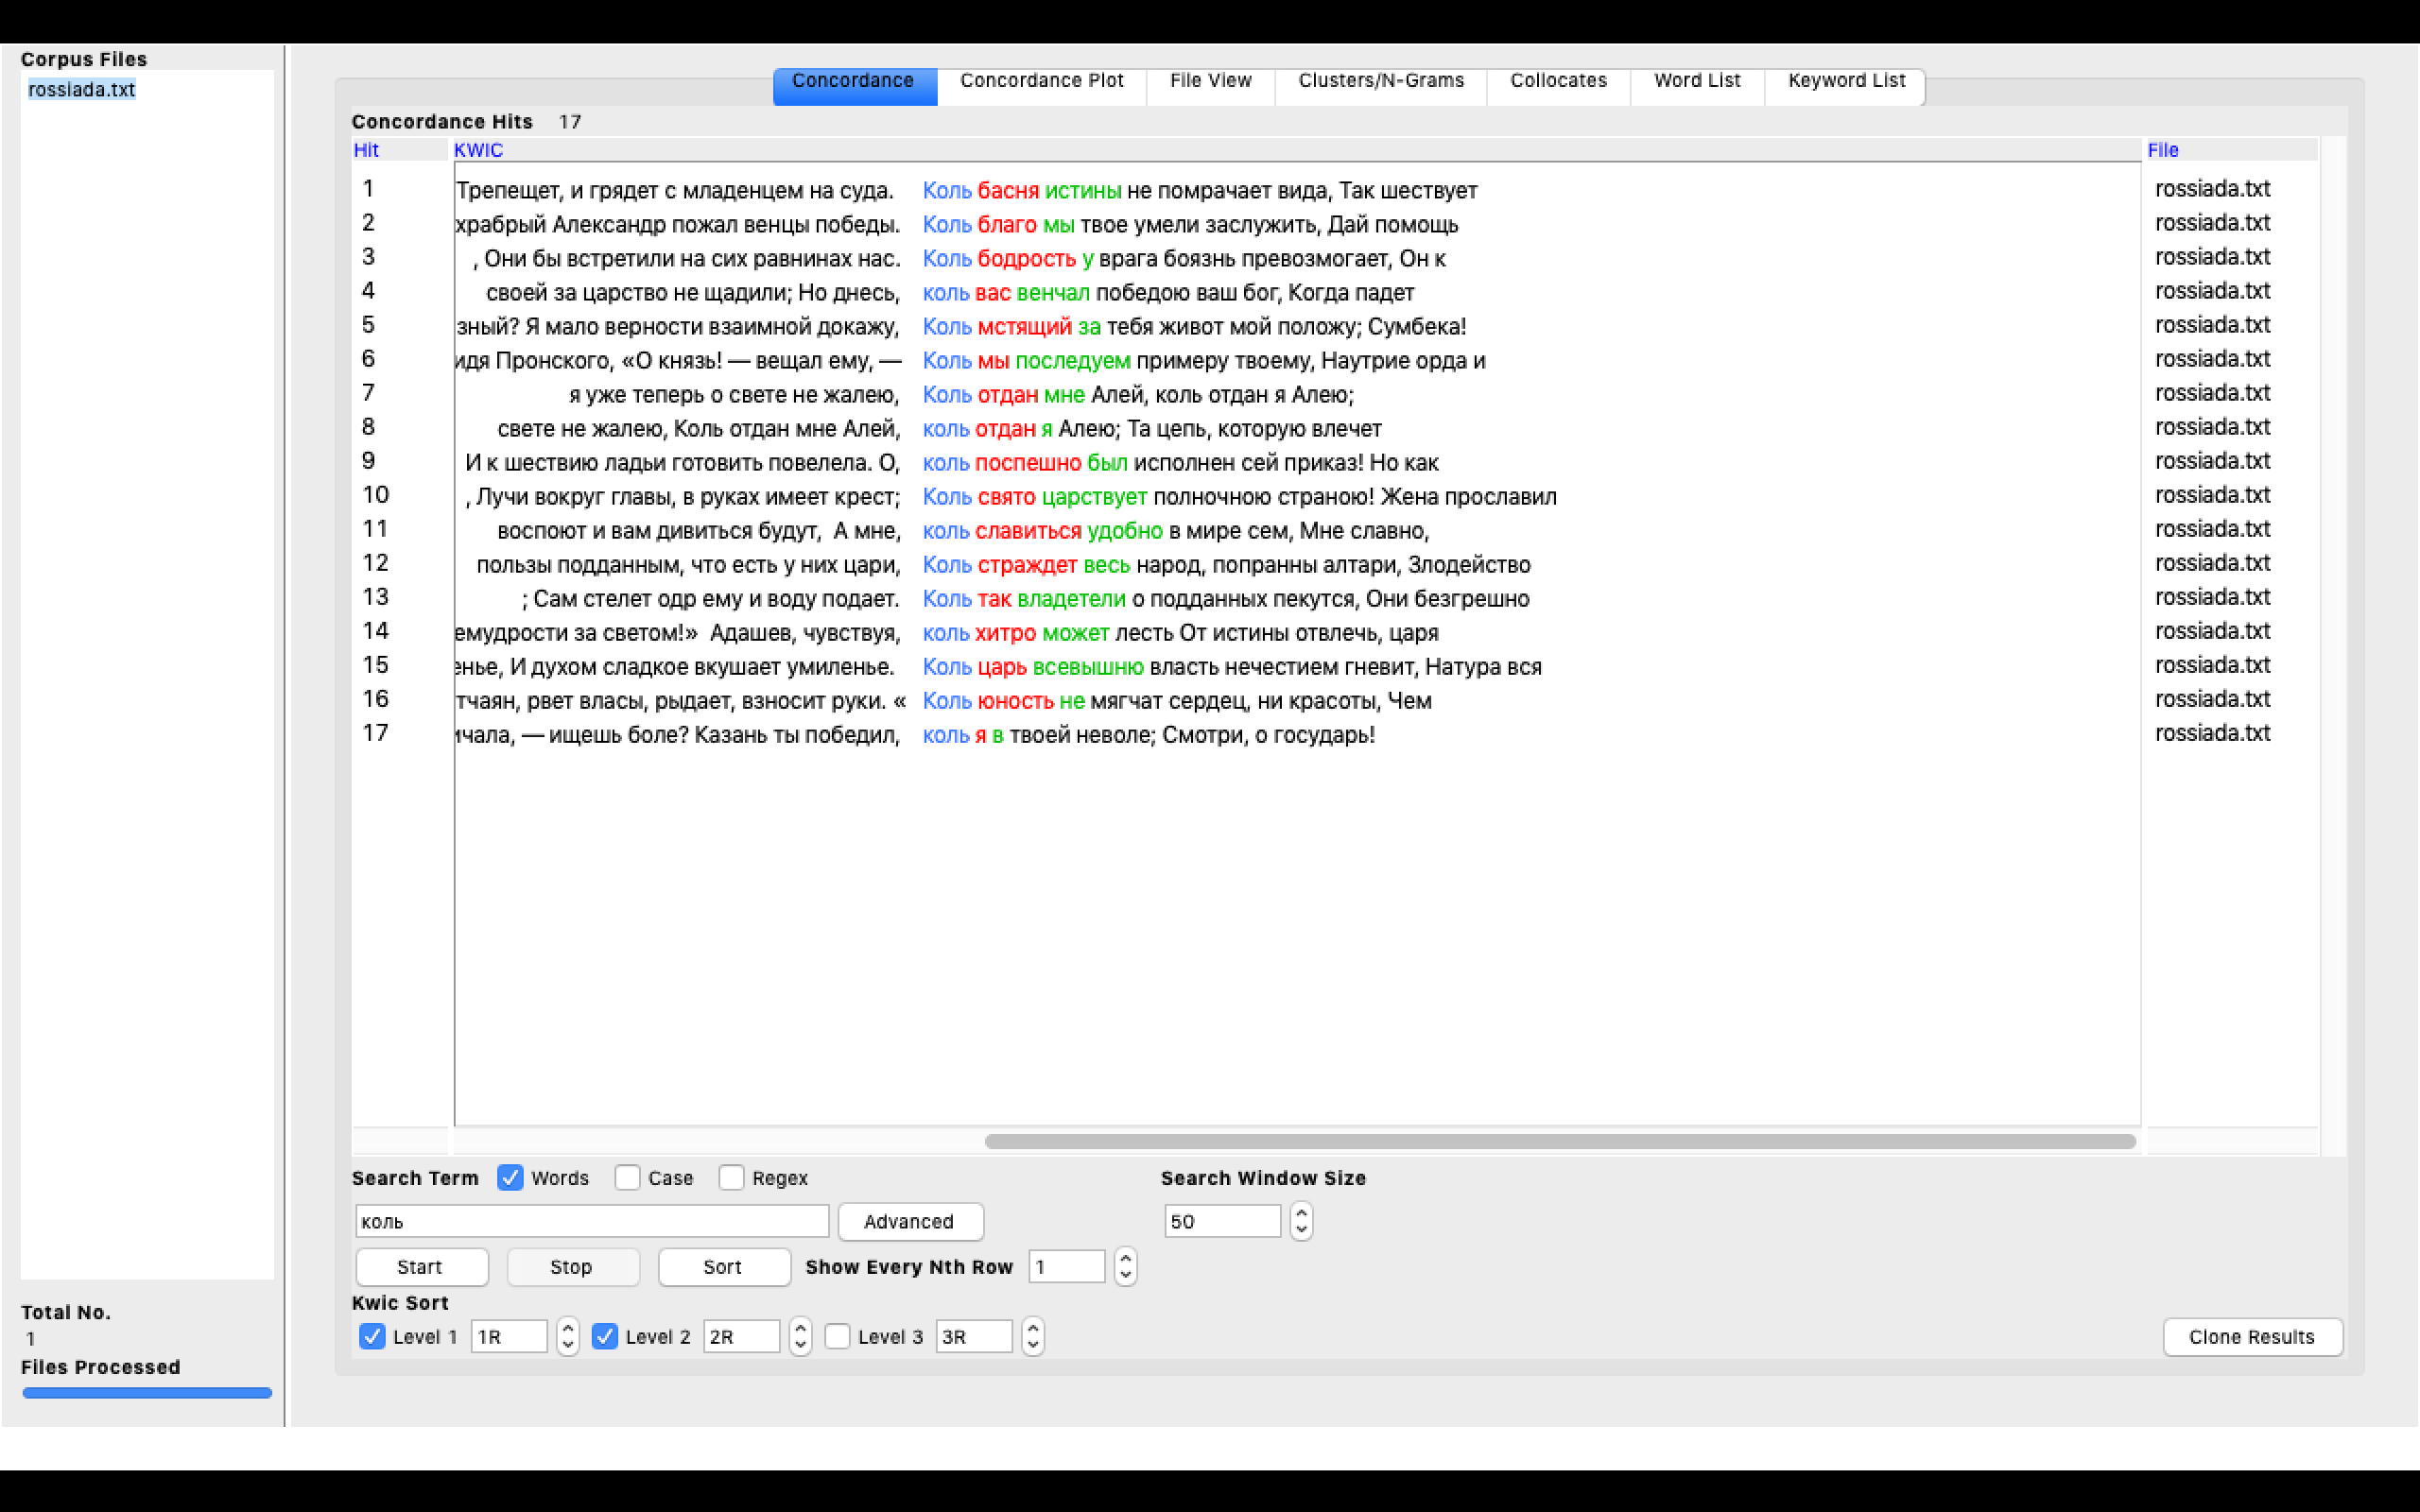 Corpus Files
rossiada.txt
Concordance Concordance Plot File View Clusters/N-Grams Collocates Word List Keyword List
Concordance Hits 17
Hit KWIC File
1 Трепещет, и грядет с младенцем на суда. Коль басня истины не помрачает вида, Так шествует rossiada.txt
2 храбрый Александр пожал венцы победы. Коль благо мы твое умели заслужить, Дай помощь rossiada.txt
3 , Они бы встретили на сих равнинах нас. Коль бодрость у врага боязнь превозмогает, Он к rossiada.txt
4 своей за царство не щадили; Но днесь, коль вас венчал победою ваш бог, Когда падет rossiada.txt
5 зный? Я мало верности взаимной докажу, Коль мстящий за тебя живот мой положу; Сумбека! rossiada.txt
6 идя Пронского, «О князь! — вещал ему, — Коль мы последуем примеру твоему, Наутрие орда и rossiada.txt
7 я уже теперь о свете не жалею, Коль отдан мне Алей, коль отдан я Алею; rossiada.txt
8 свете не жалею, Коль отдан мне Алей, коль отдан я Алею; Та цепь, которую влечет rossiada.txt
9 И к шествию ладьи готовить повелела. О, коль поспешно был исполнен сей приказ! Но как rossiada.txt
10 , Лучи вокруг главы, в руках имеет крест; Коль свято царствует полночною страною! Жена прославил rossiada.txt
11 воспоют и вам дивиться будут, А мне, коль славиться удобно в мире сем, Мне славно, rossiada.txt
12 пользы подданным, что есть у них цари, Коль страждет весь народ, попранны алтари, Злодейство rossiada.txt
13 ; Сам стелет одр ему и воду подает. Коль так владетели о подданных пекутся, Они безгрешно rossiada.txt
14 емудрости за светом!» Адашев, чувствуя, коль хитро может лесть От истины отвлечь, царя rossiada.txt
15 енье, И духом сладкое вкушает умиленье. Коль царь всевышню власть нечестием гневит, Натура вся rossiada.txt
16 тчаян, рвет власы, рыдает, взносит руки. « Коль юность не мягчат сердец, ни красоты, Чем rossiada.txt
17 ичала, — ищешь боле? Казань ты победил, коль я в твоей неволе; Смотри, о государь! rossiada.txt
Search Term Words Case Regex Search Window Size
коль Advanced 50
Start Stop Sort Show Every Nth Row 1
Kwic Sort
Level 1 1R Level 2 2R Level 3 3R Clone Results
Total No.
1
Files Processed